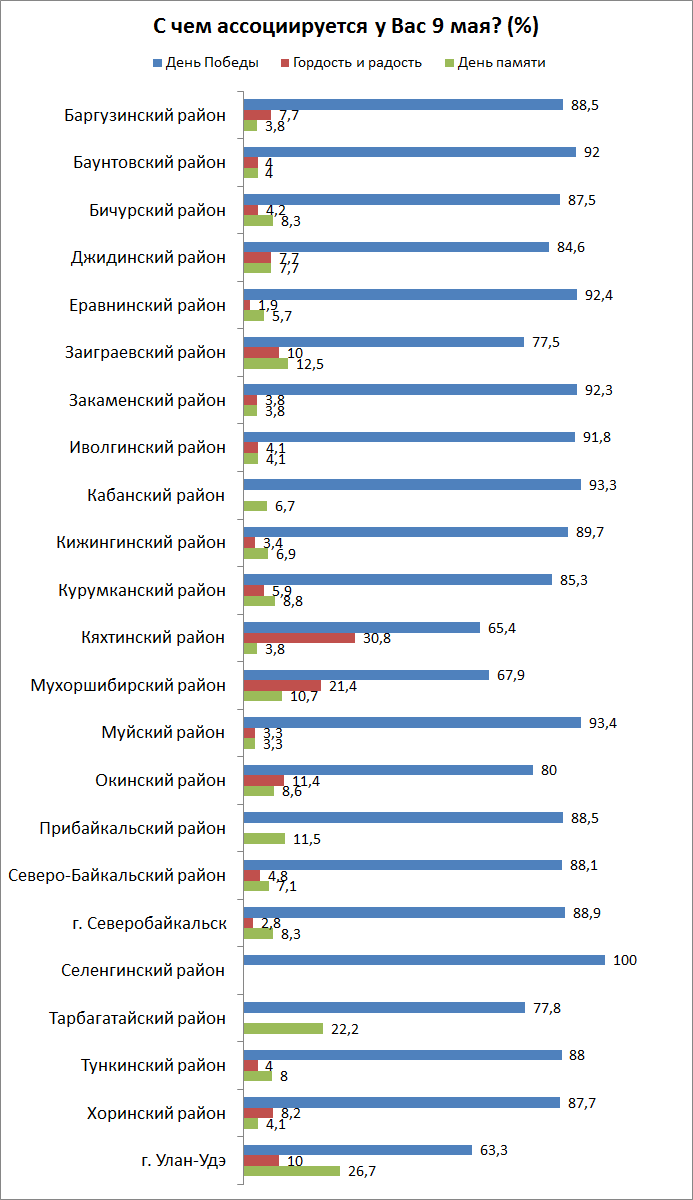 С чем ассоциируется у Вас 9 мая? (%)
День Победы Гордость и радость День памяти
Баргузинский район 88,5 7,7 3,8
Баунтовский район 92 4 4
Бичурский район 87,5 4,2 8,3
Джидинский район 84,6 7,7 7,7
Еравнинский район 92,4 1,9 5,7
Заиграевский район 77,5 10 12,5
Закаменский район 92,3 3,8 3,8
Иволгинский район 91,8 4,1 4,1
Кабанский район 93,3 6,7
Кижингинский район 89,7 3,4 6,9
Курумканский район 85,3 5,9 8,8
Кяхтинский район 65,4 30,8 3,8
Мухоршибирский район 67,9 21,4 10,7
Муйский район 93,4 3,3 3,3
Окинский район 80 11,4 8,6
Прибайкальский район 88,5 11,5
Северо-Байкальский район 88,1 4,8 7,1
г. Северобайкальск 88,9 2,8 8,3
Селенгинский район 100
Тарбагатайский район 77,8 22,2
Тункинский район 88 4 8
Хоринский район 87,7 8,2 4,1
г. Улан-Удэ 63,3 10 26,7